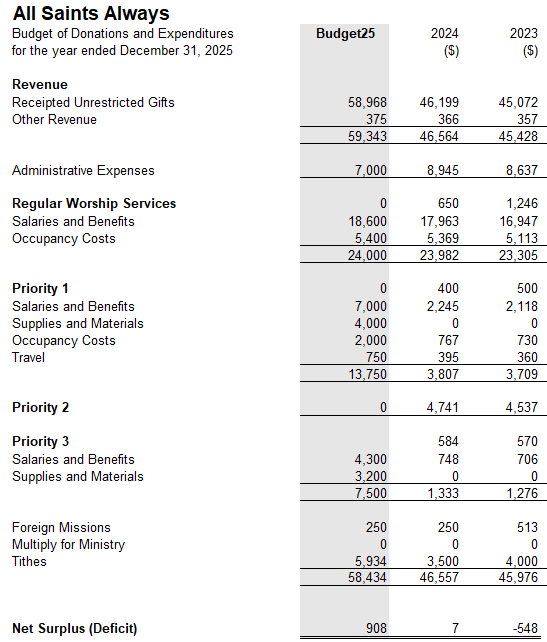 All Saints Always
Budget of Donations and Expenditures Budget25 2024 2023
for the year ended December 31, 2025 ($) ($)
Revenue
Receipted Unrestricted Gifts 58,968 46,199 45,072
Other Revenue 375 366 357
59,343 46,564 45,428
Administrative Expenses 7,000 8,945 8,637
Regular Worship Services 0 650 1,246
Salaries and Benefits 18,600 17,963 16,947
Occupancy Costs 5,400 5,369 5,113
24,000 23,982 23,305
Priority 1 0 400 500
Salaries and Benefits 7,000 2,245 2,118
Supplies and Materials 4,000 0 0
Occupancy Costs 2,000 767 730
Travel 750 395 360
13,750 3,807 3,709
Priority 2 0 4,741 4,537
Priority 3 584 570
Salaries and Benefits 4,300 748 706
Supplies and Materials 3,200 0 0
7,500 1,333 1,276
Foreign Missions 250 250 513
Multiply for Ministry 0 0 0
Tithes 5,934 3,500 4,000
58,434 46,557 45,976
Net Surplus (Deficit) 908 7 -548